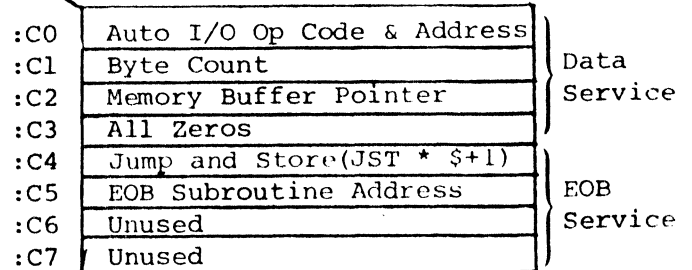 :C0 Auto I/O Op Code & Address
:C1 Byte Count
:C2 Memory Buffer Pointer
:C3 All Zeros
Data
Service
:C4 Jump and Store(JST * $+1)
:C5 EOB Subroutine Address
:C6 Unused
:C7 Unused
EOB
Service